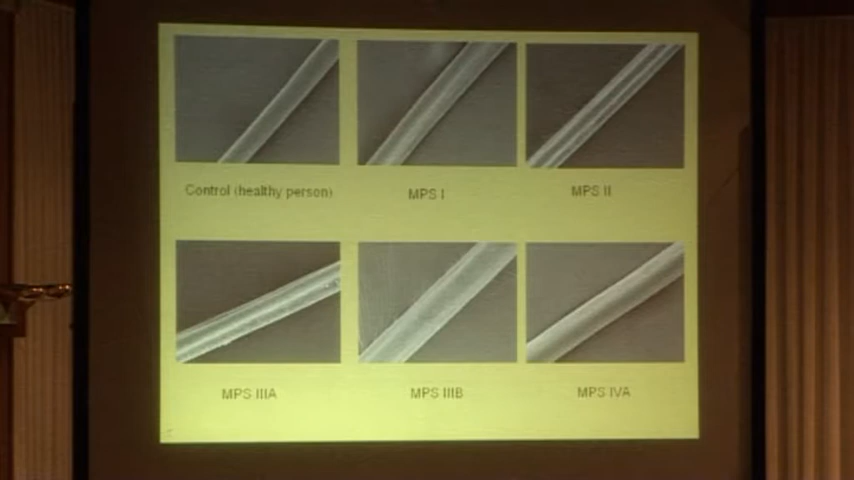 Control (healthy person)
MPS I
MPS II
MPS IIIA
MPS IIIB
MPS IVA